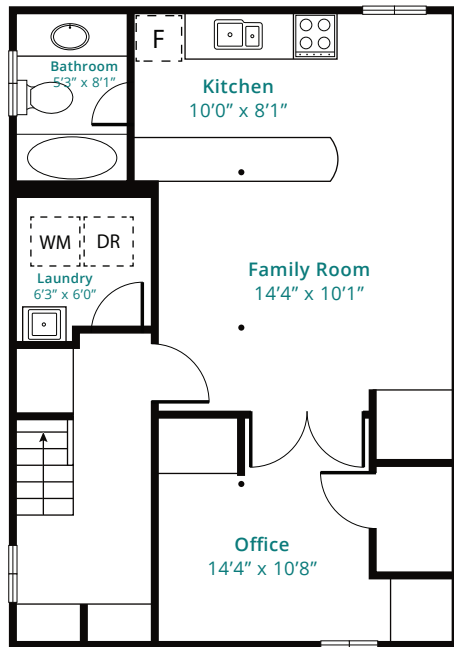 F
Bathroom
5'3” x 8'1”
Kitchen
10'0” x 8'1”
WM
DR
Laundry
6'3” x 6'0”
Family Room
14'4” x 10'1”
Office
14'4” x 10'8”